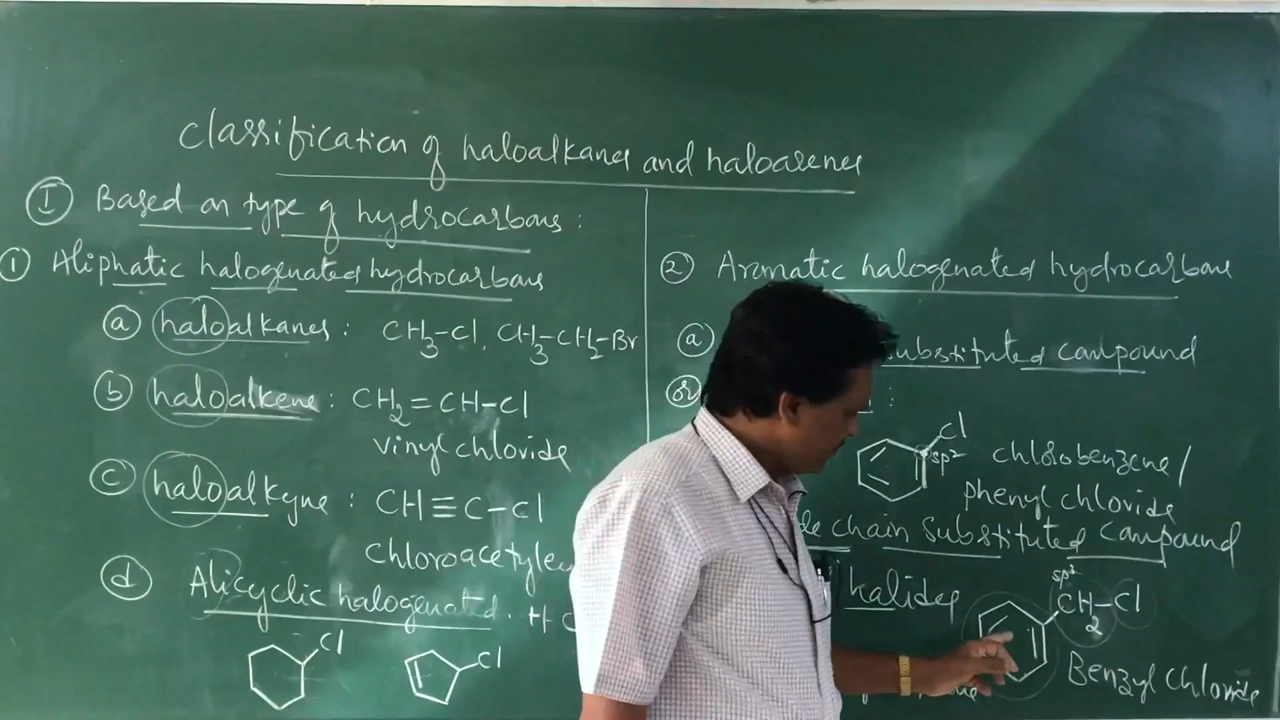 Classification of haloalkanes and haloarenes
I Based on type of hydrocarbons :
1 Aliphatic halogenated hydrocarbons
a haloalkanes : CH3-Cl, CH3-CH2-Br
b haloalkene : CH2=CH-Cl
vinyl chloride
c haloalkyne : CH≡C-Cl
Chloroacetylen
d Alicyclic halogenated. H C
Cl
Cl
2 Aromatic halogenated hydrocarbons
a substituted compound
or :
Cl
sp2
chlorobenzene/
phenyl chloride
chain substituted compound
halides
sp3
CH2-Cl
Benzyl chloride